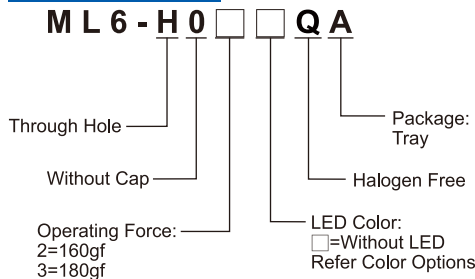 ML6-H0□ □ QA
Through Hole
Package:
Tray
Without Cap
Halogen Free
Operating Force:
2=160gf
3=180gf
LED Color:
□=Without LED
Refer Color Options